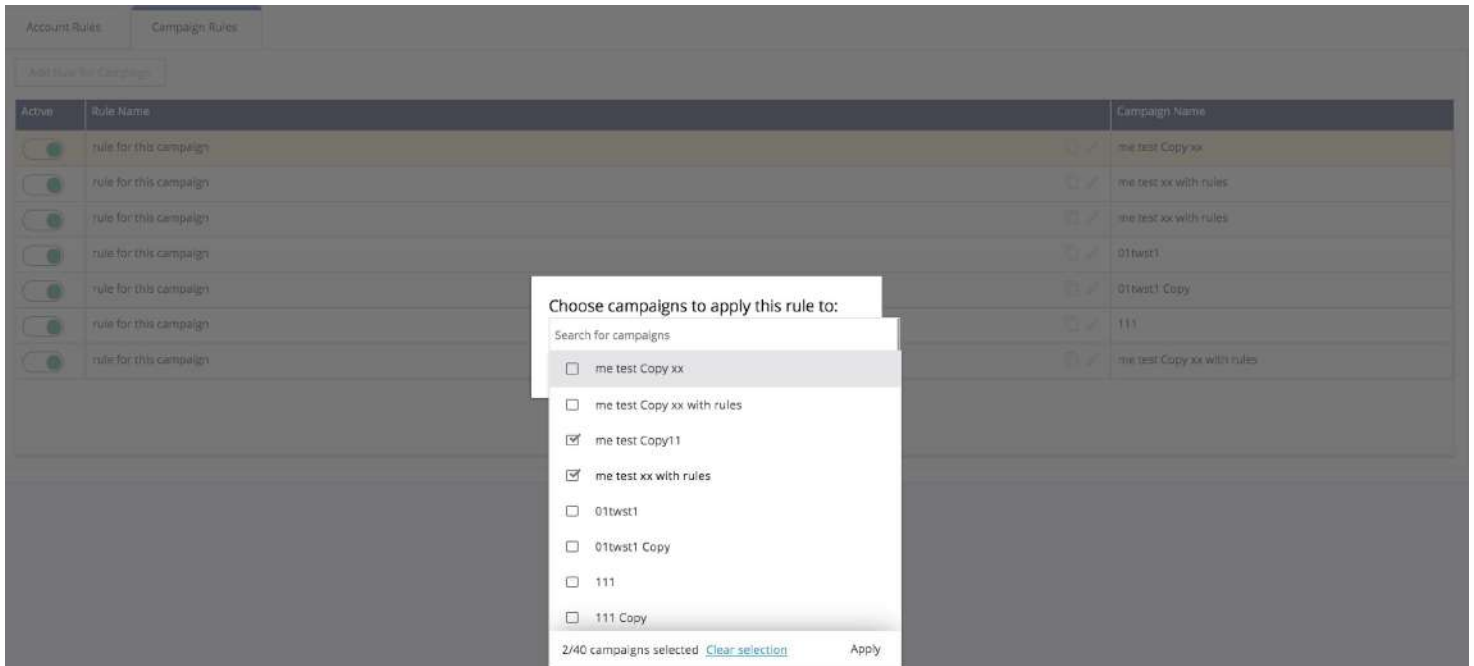 Account Rules Campaign Rules
Add Rule for Campaign
Active Rule Name Campaign Name
rule for this campaign me test Copy xx
rule for this campaign me test xx with rules
rule for this campaign me test xx with rules
rule for this campaign 01twst1
rule for this campaign 01twst1 Copy
rule for this campaign 111
rule for this campaign me test Copy xx with rules
Choose campaigns to apply this rule to:
Search for campaigns
me test Copy xx
me test Copy xx with rules
me test Copy11
me test xx with rules
01twst1
01twst1 Copy
111
111 Copy
2/40 campaigns selected Clear selection Apply